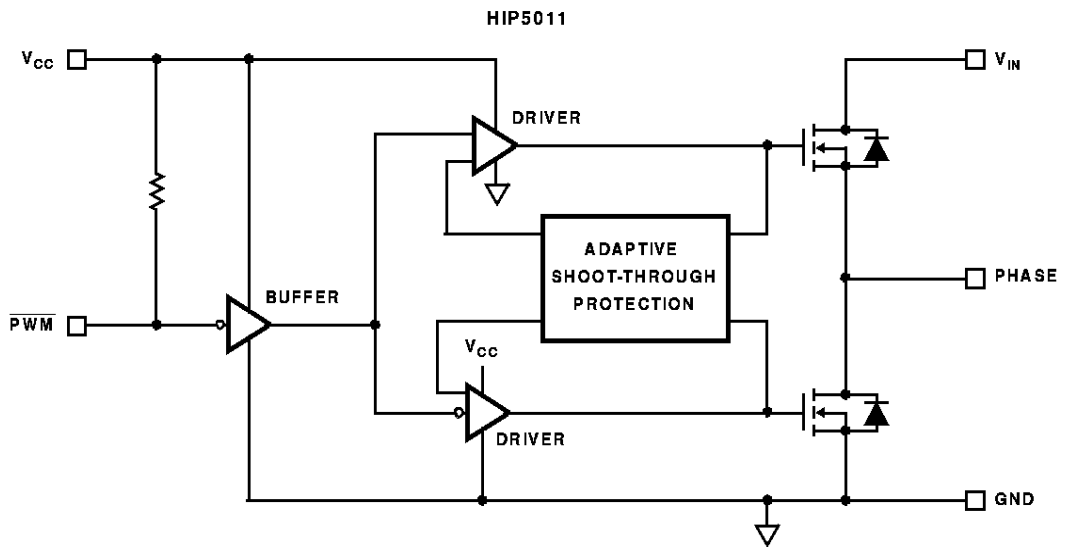 HIP5011
VCC
VIN
DRIVER
ADAPTIVE
SHOOT-THROUGH
PROTECTION
PHASE
BUFFER
PWM
VCC
DRIVER
GND